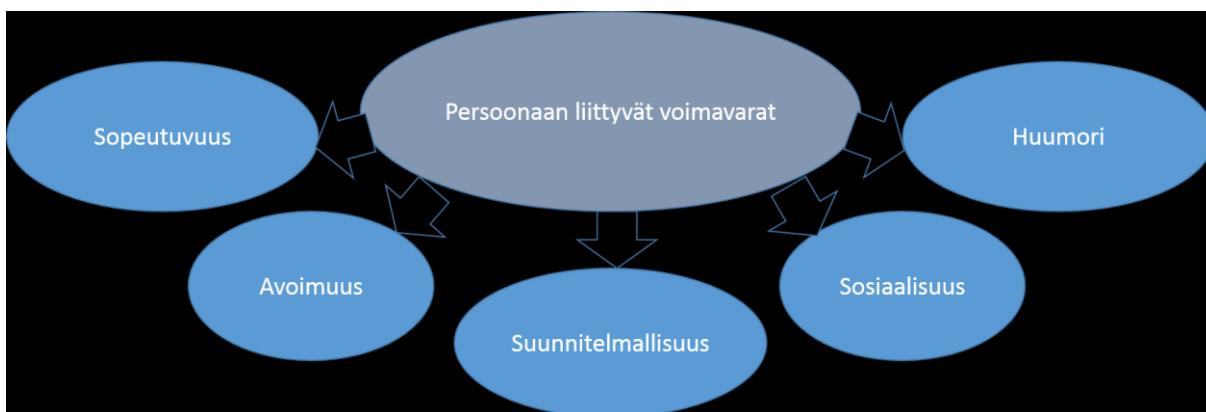 Persoonaan liittyvät voimavarat
Sopeutuvuus
Huumori
Avoimuus
Sosiaalisuus
Suunnitelmallisuus